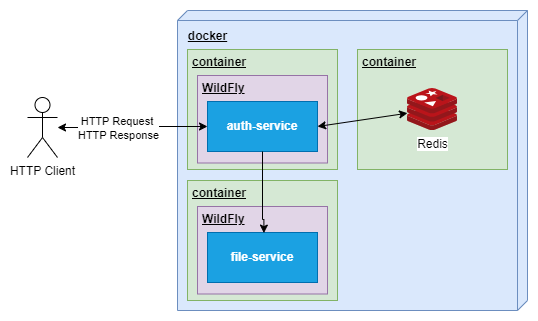 docker
container
WildFly
auth-service
container
Redis
HTTP Request
HTTP Response
HTTP Client
container
WildFly
file-service